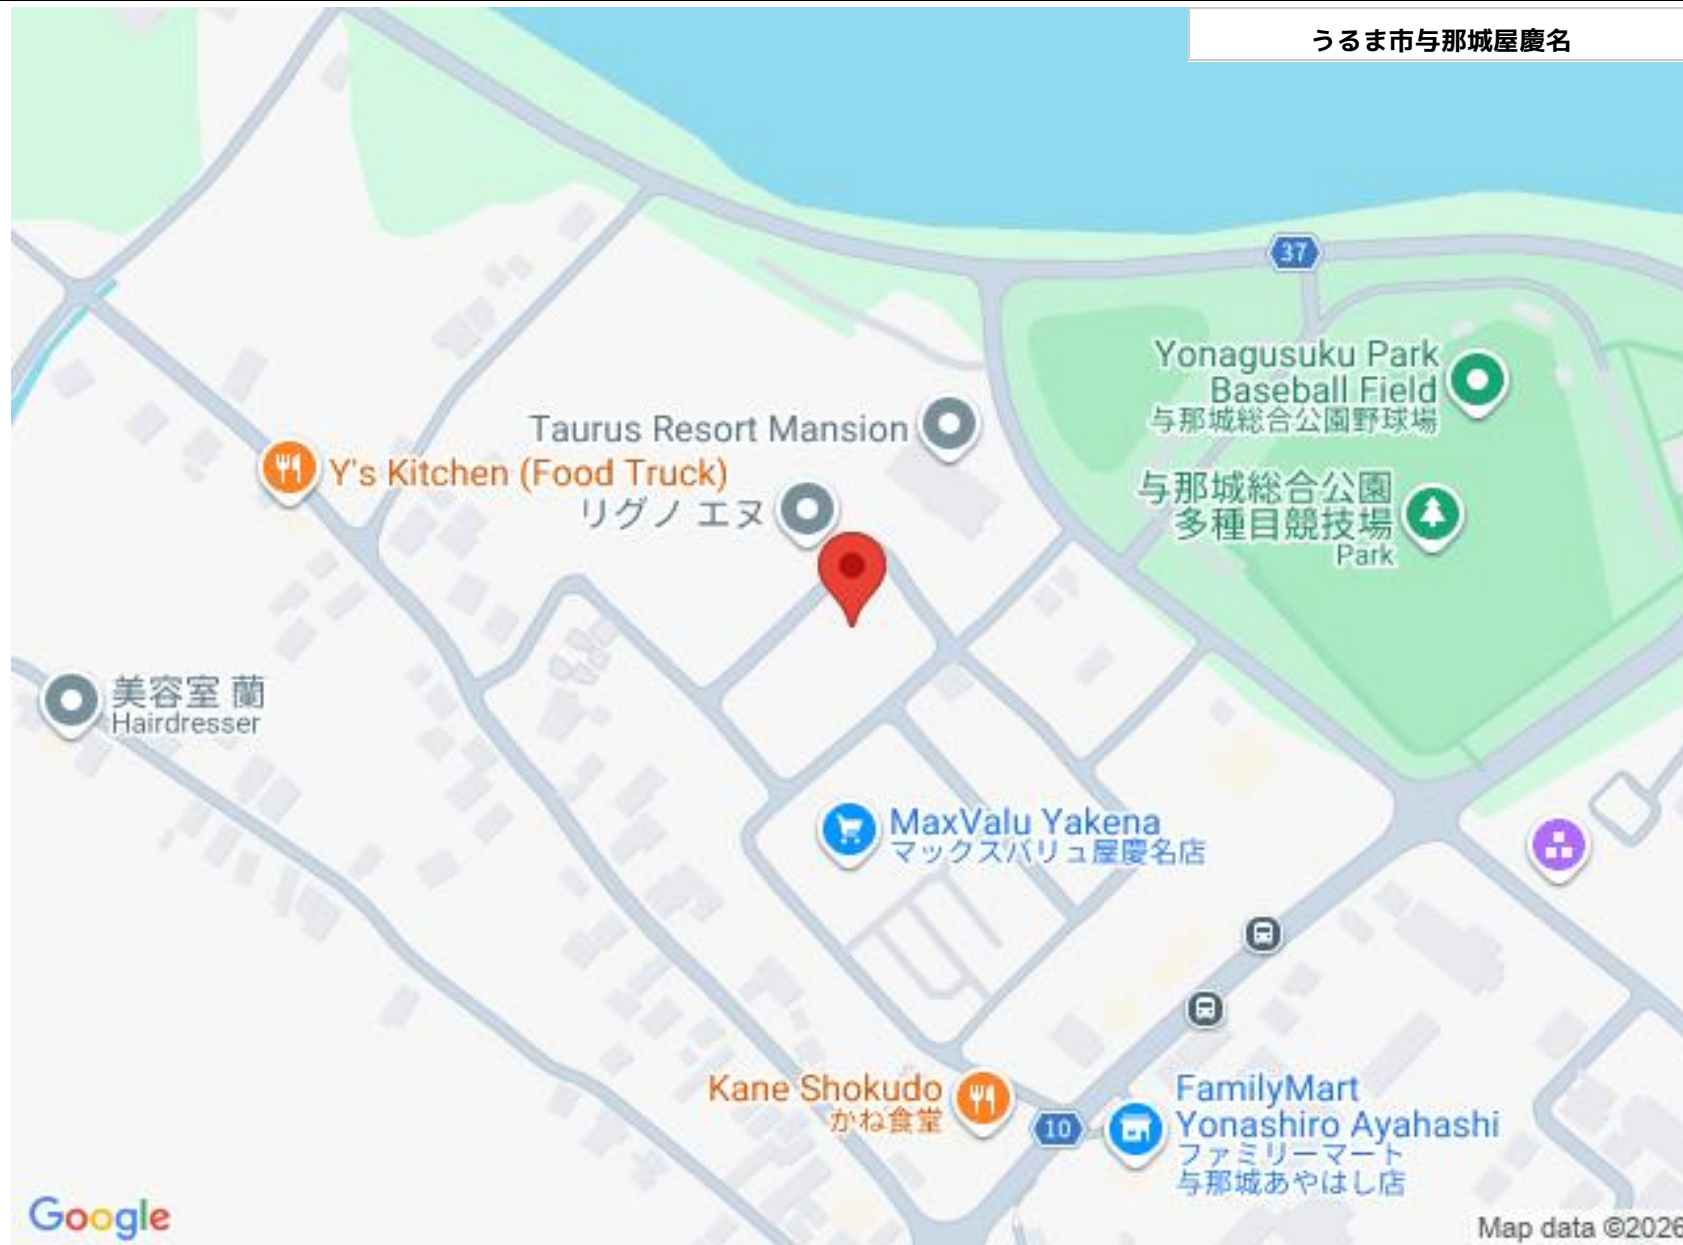 うるま市与那城屋慶名
37
Yonagusuku Park
Baseball Field
与那城総合公園野球場
Taurus Resort Mansion
Y's Kitchen (Food Truck)
リグノ エヌ
与那城総合公園
多種目競技場
Park
美容室 蘭
Hairdresser
MaxValu Yakena
マックスバリュ屋慶名店
Kane Shokudo
かね食堂
10
FamilyMart
Yonashiro Ayahashi
ファミリーマート
与那城あやはし店
Google
Map data ©2026